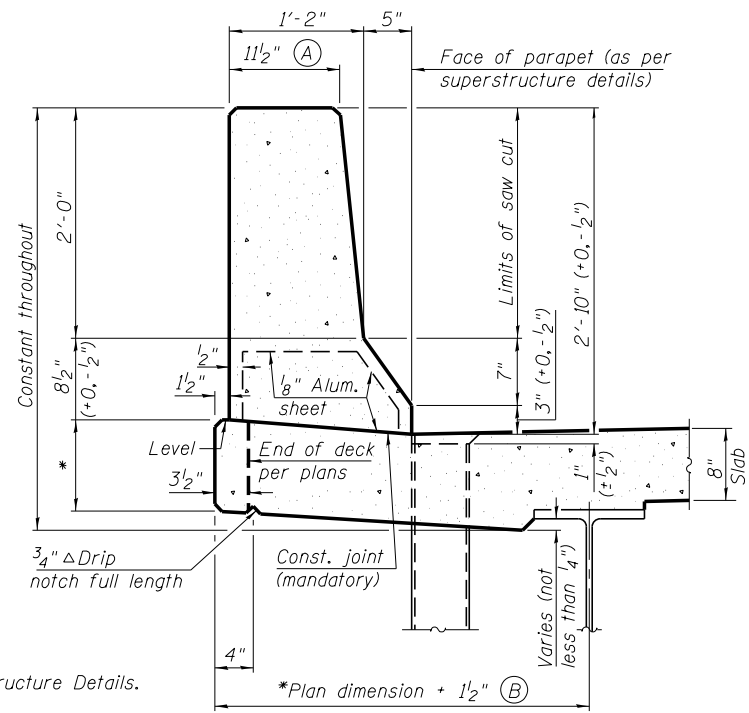 1'-2"
5"
11½" (A)
Face of parapet (as per
superstructure details)
Constant throughout
2'-0"
8½"
(+0,-½")
*
½"
1½"
⅛" Alum.
sheet
Limits of saw cut
7"
3" (+0,-½")
2'-10" (+0,-½")
Level
End of deck
per plans
3½"
1"
(±½")
8"
Slab
¾" △ Drip
notch full length
Const. joint
(mandatory)
Varies (not
less than ¼")
4"
*Plan dimension + 1½" (B)
ructure Details.